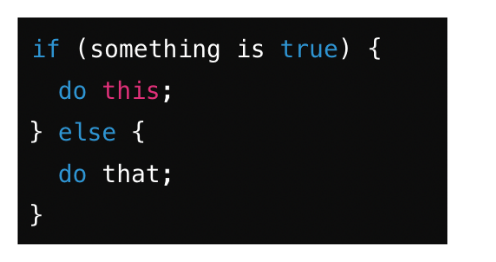 if (something is true) {
  do this;
} else {
  do that;
}